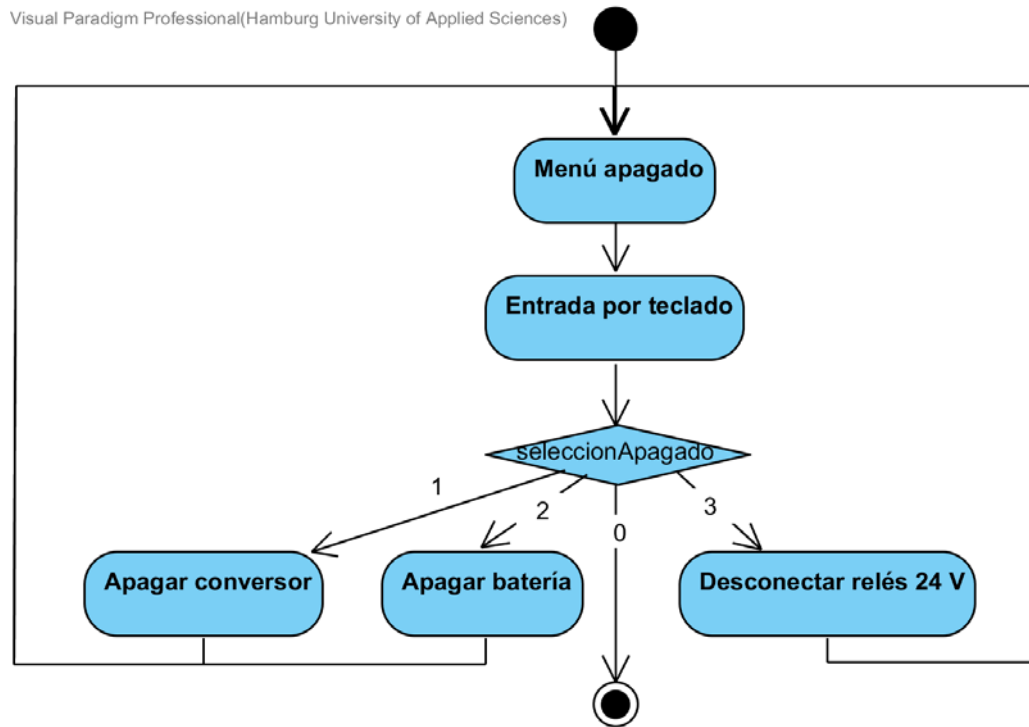 Visual Paradigm Professional(Hamburg University of Applied Sciences)
Menú apagado
Entrada por teclado
seleccionApagado
1
2
0
3
Apagar conversor
Apagar batería
Desconectar relés 24 V